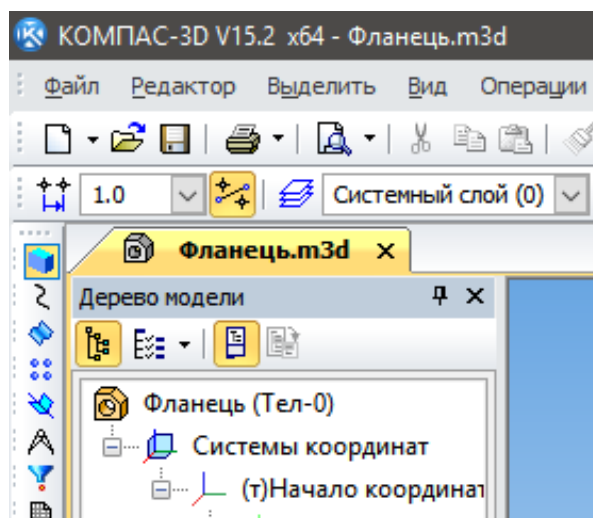 КОМПАС-3D V15.2 x64 - Фланець.m3d
Файл Редактор Выделить Вид Операции
1.0 Системный слой (0)
Фланець.m3d
Дерево модели
Фланець (Тел-0)
Системы координат
(т)Начало координат